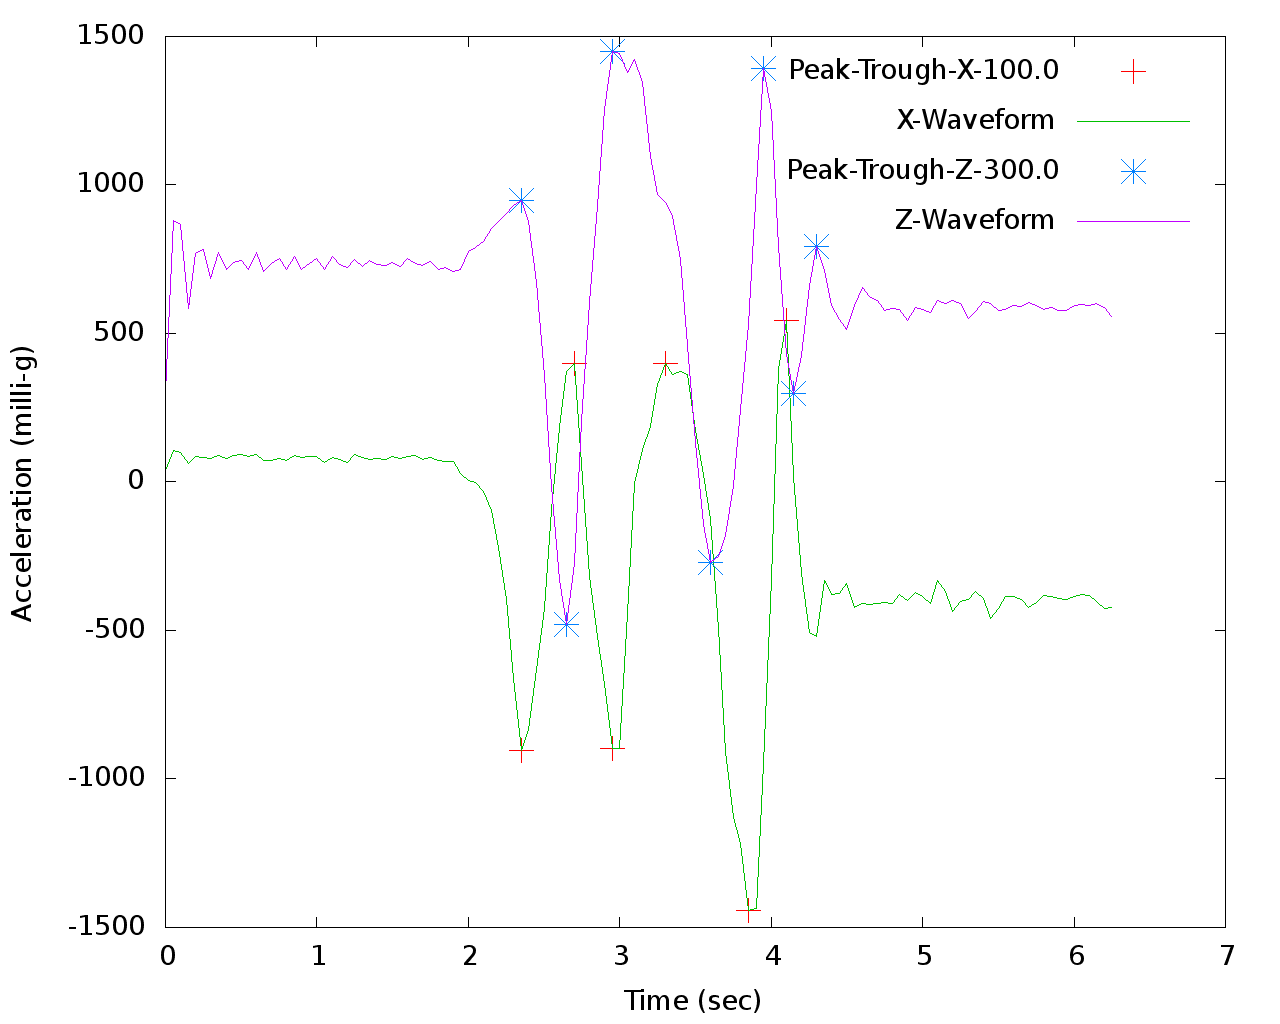 1500
1000
500
0
-500
-1000
-1500
Acceleration (milli-g)
Peak-Trough-X-100.0
X-Waveform
Peak-Trough-Z-300.0
Z-Waveform
0 1 2 3 4 5 6 7
Time (sec)